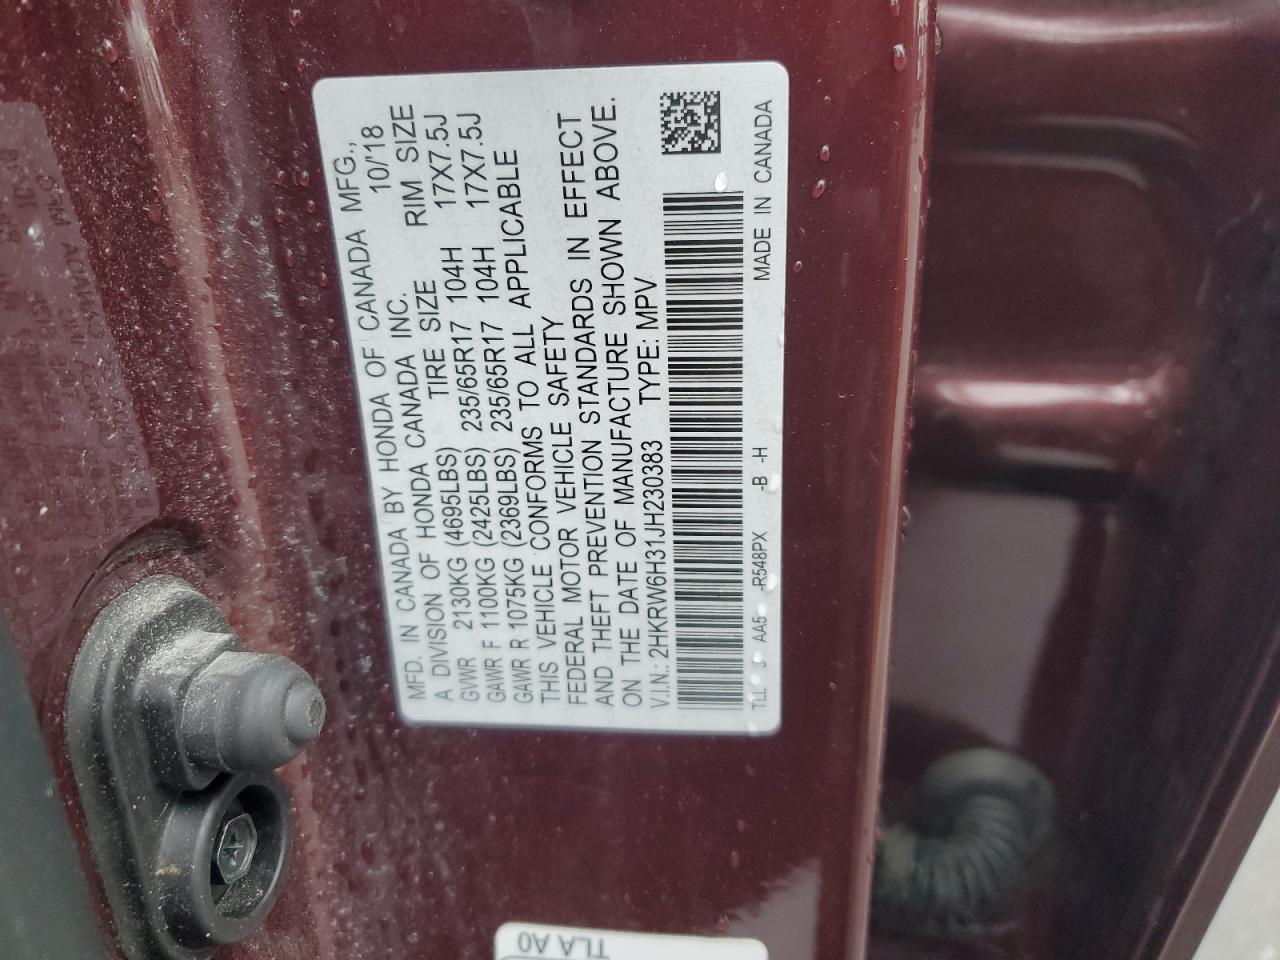 MFD. IN CANADA BY HONDA OF CANADA MFG.,
A DIVISION OF HONDA CANADA INC. 10/'18
TIRE SIZE RIM SIZE
GVWR 2130KG (4695LBS)
GAWR F 1100KG (2425LBS) 235/65R17 104H 17X7.5J
GAWR R 1075KG (2369LBS) 235/65R17 104H 17X7.5J
THIS VEHICLE CONFORMS TO ALL APPLICABLE
FEDERAL MOTOR VEHICLE SAFETY
AND THEFT PREVENTION STANDARDS IN EFFECT
ON THE DATE OF MANUFACTURE SHOWN ABOVE.
V.I.N.: 2HKRW6H31JH230383 TYPE: MPV
TLL AA5 R548PX -B -H MADE IN CANADA
TLA A0